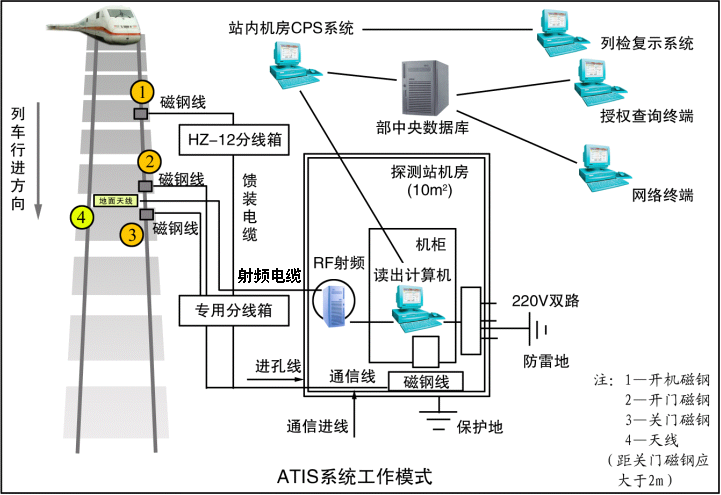 站内机房CPS系统
列检复示系统
授权查询终端
部中央数据库
网络终端
列车行进方向
1
磁钢线
HZ-12分线箱
2
磁钢线
地面天线
4
3
磁钢线
馈装电缆
射频电缆
专用分线箱
探测站机房
(10m²)
机柜
RF射频
读出计算机
220V双路
防雷地
进孔线
通信线
磁钢线
通信进线
保护地
注：1—开机磁钢
2—开门磁钢
3—关门磁钢
4—天线
(距关门磁钢应
大于2m)
ATIS系统工作模式